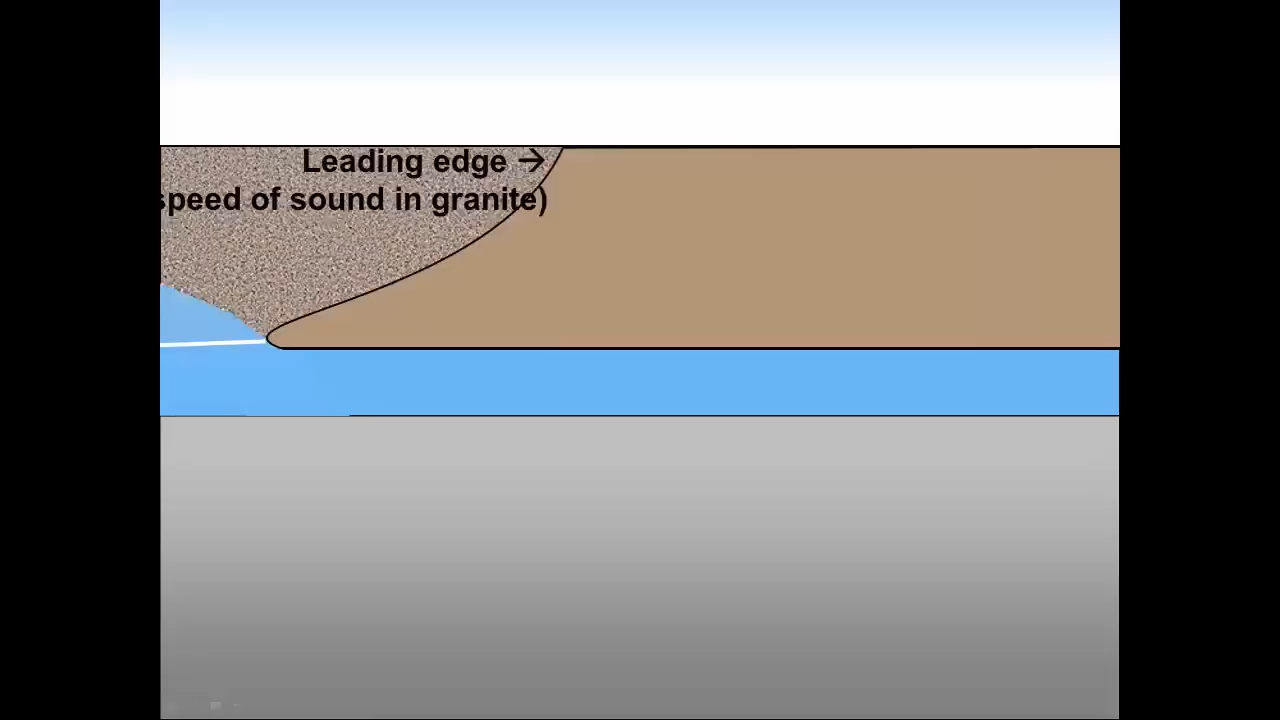 Leading edge →
speed of sound in granite)